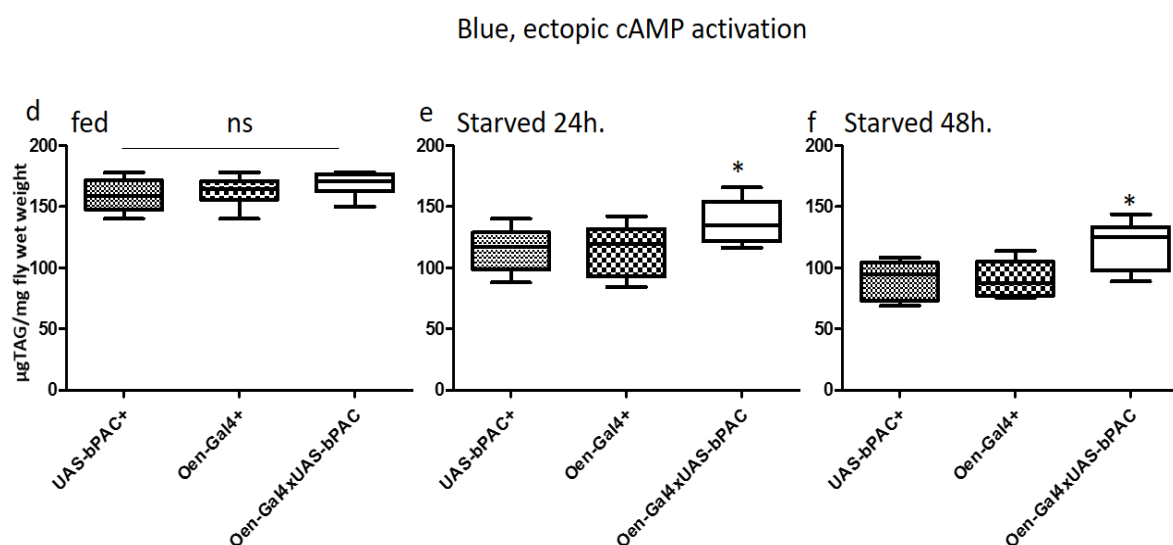 Blue, ectopic cAMP activation
d fed ns
e Starved 24h.
f Starved 48h.
µgTAG/mg fly wet weight
200
150
100
50
0
UAS-bPAC+
Oen-Gal4+
Oen-Gal4xUAS-bPAC
*
200
150
100
50
0
UAS-bPAC+
Oen-Gal4+
Oen-Gal4xUAS-bPAC
*
200
150
100
50
0
UAS-bPAC+
Oen-Gal4+
Oen-Gal4xUAS-bPAC